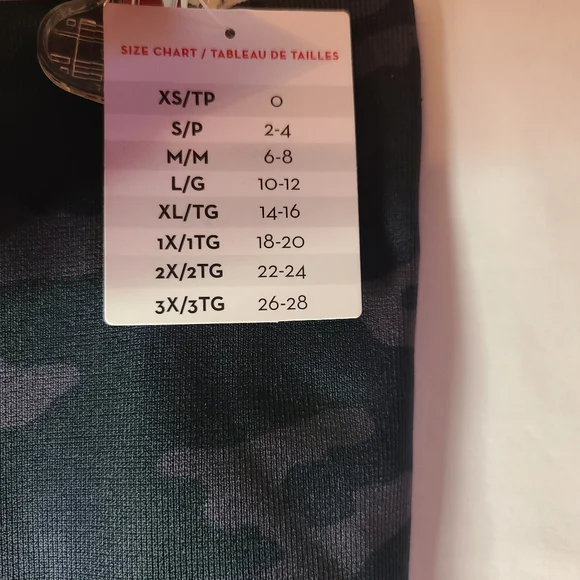 SIZE CHART / TABLEAU DE TAILLES
XS/TP 0
S/P 2-4
M/M 6-8
L/G 10-12
XL/TG 14-16
1X/1TG 18-20
2X/2TG 22-24
3X/3TG 26-28